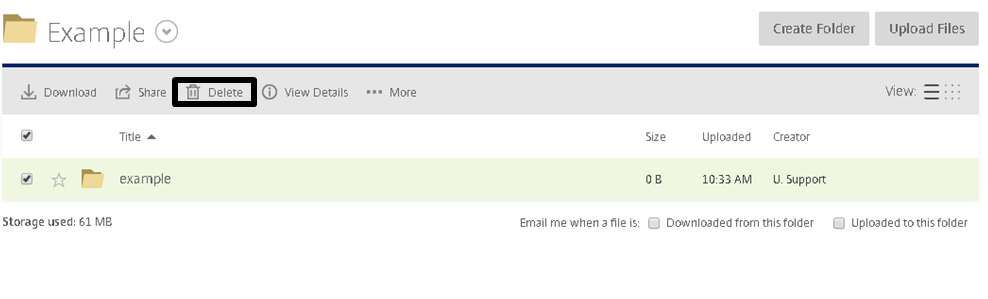 Example
Create Folder
Upload Files
Download Share Delete View Details More View:
Title Size Uploaded Creator
example 0 B 10:33 AM U. Support
Storage used: 61 MB
Email me when a file is: Downloaded from this folder Uploaded to this folder